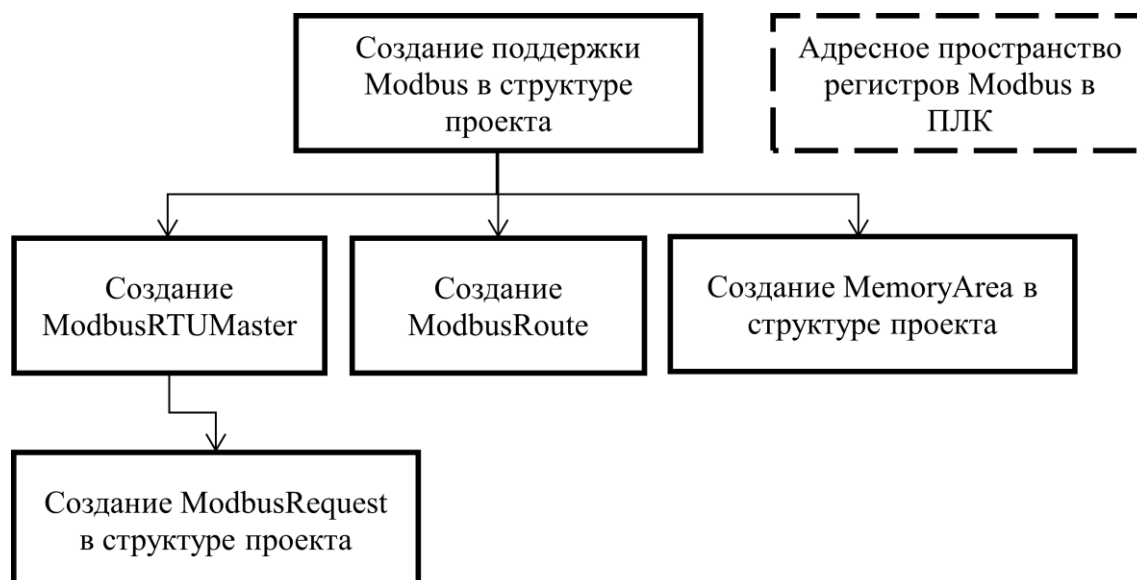 Создание поддержки
Modbus в структуре
проекта
Адресное пространство
регистров Modbus в
ПЛК
Создание
ModbusRTUMaster
Создание
ModbusRoute
Создание MemoryArea в
структуре проекта
Создание ModbusRequest
в структуре проекта